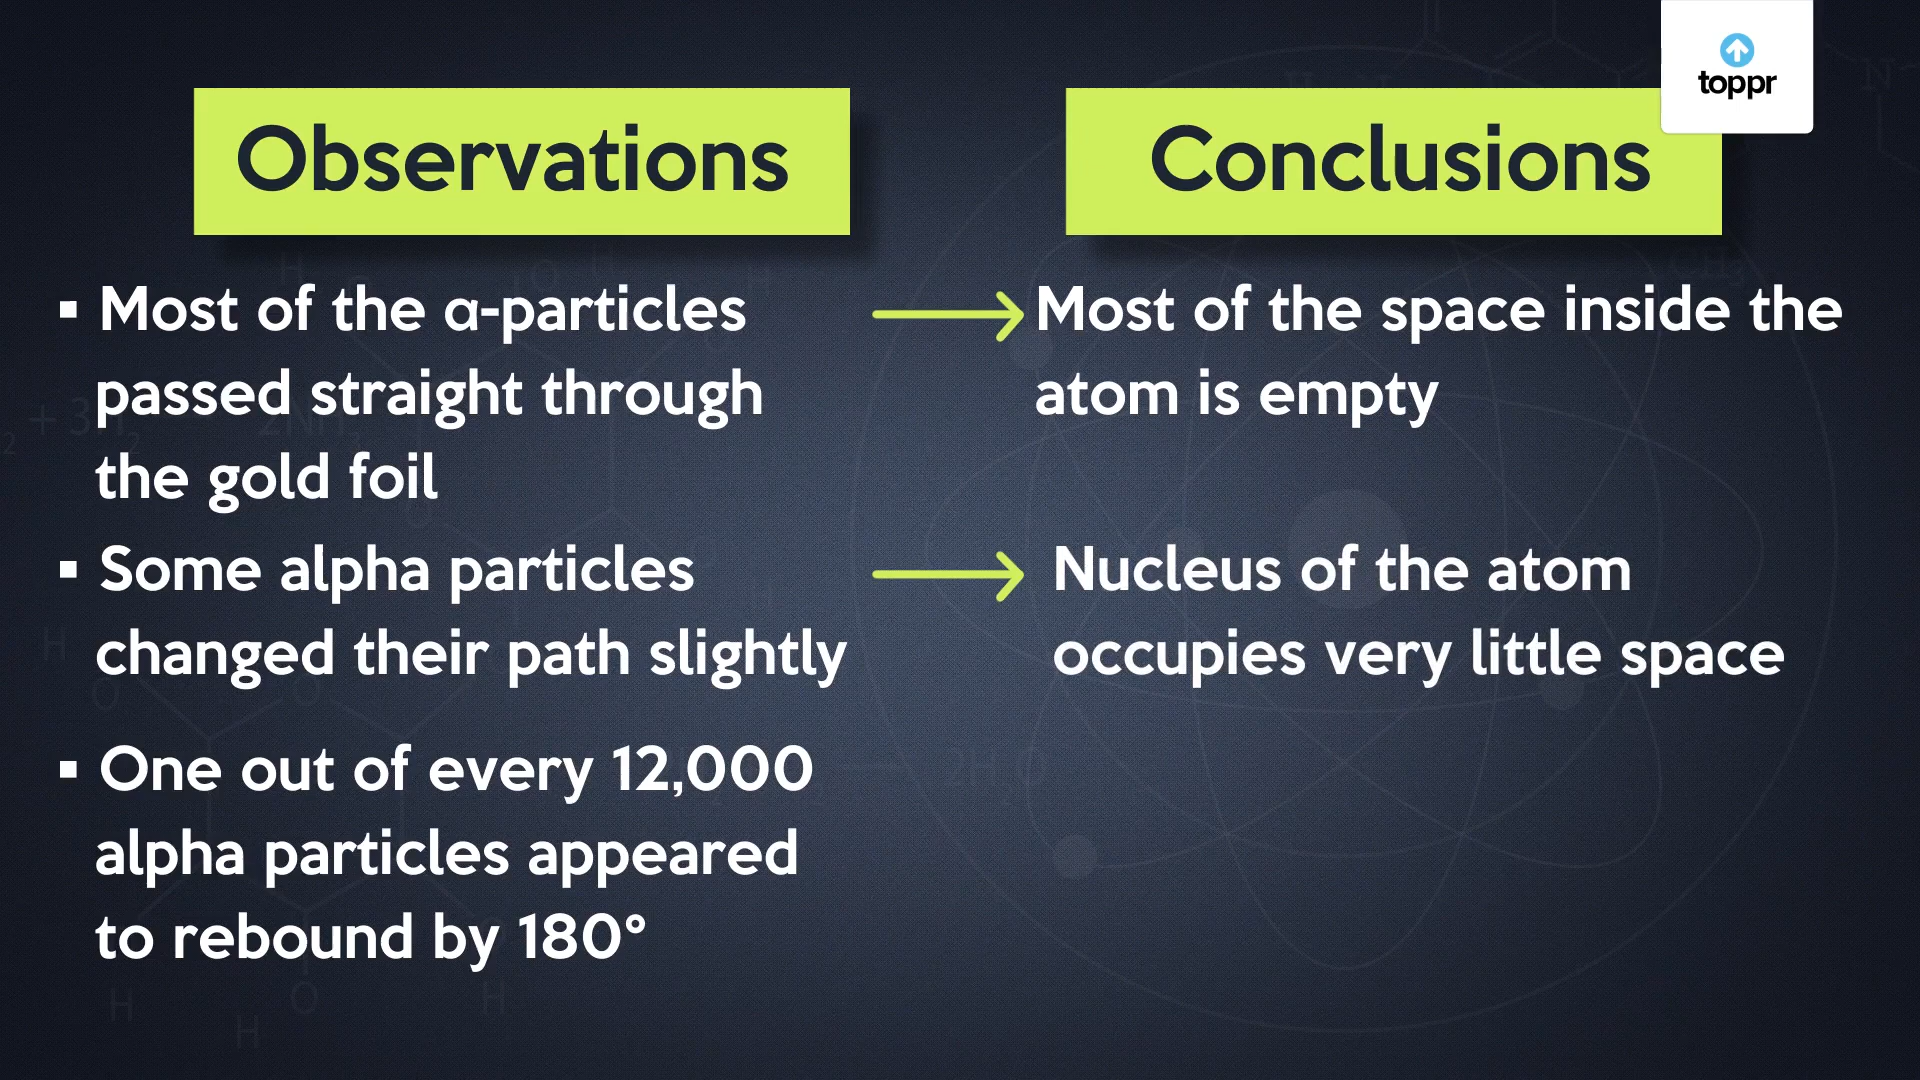 toppr
Observations
Conclusions
▪ Most of the α-particles
passed straight through
the gold foil
Most of the space inside the
atom is empty
▪ Some alpha particles
changed their path slightly
Nucleus of the atom
occupies very little space
▪ One out of every 12,000
alpha particles appeared
to rebound by 180°